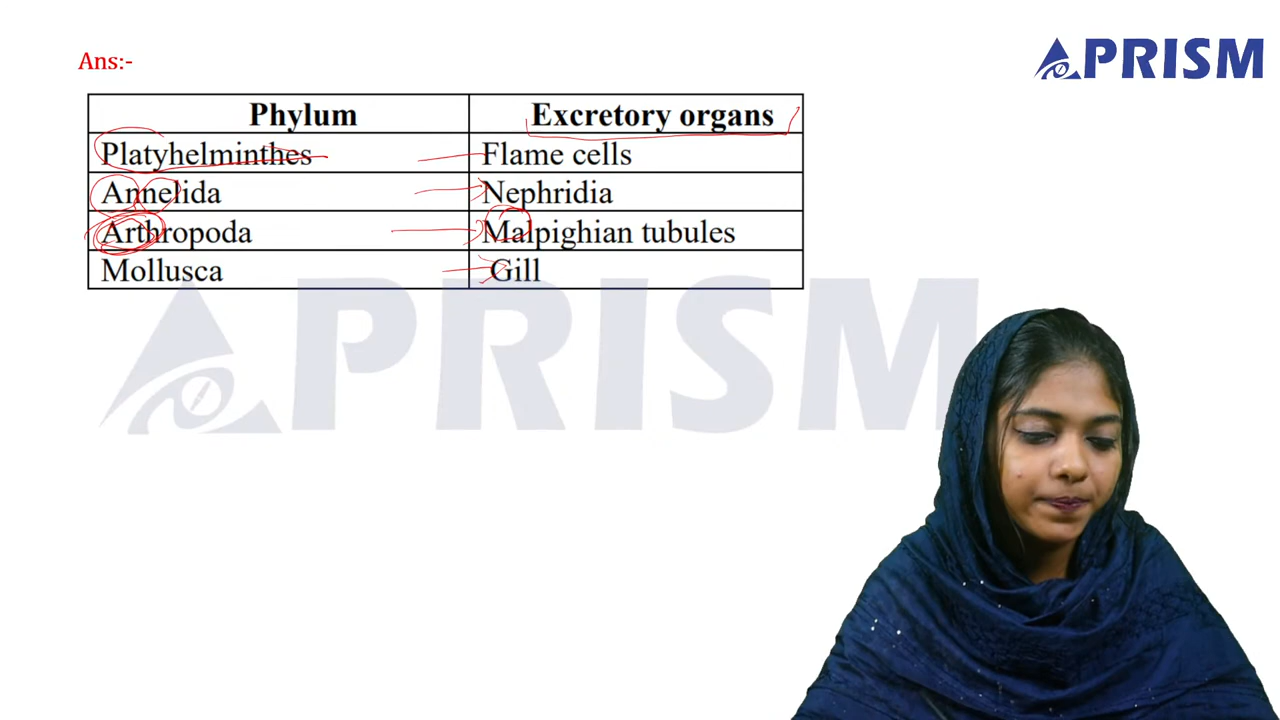 Ans:-
PRISM
Phylum Excretory organs
Platyhelminthes Flame cells
Annelida Nephridia
Arthropoda Malpighian tubules
Mollusca Gill
PRISM